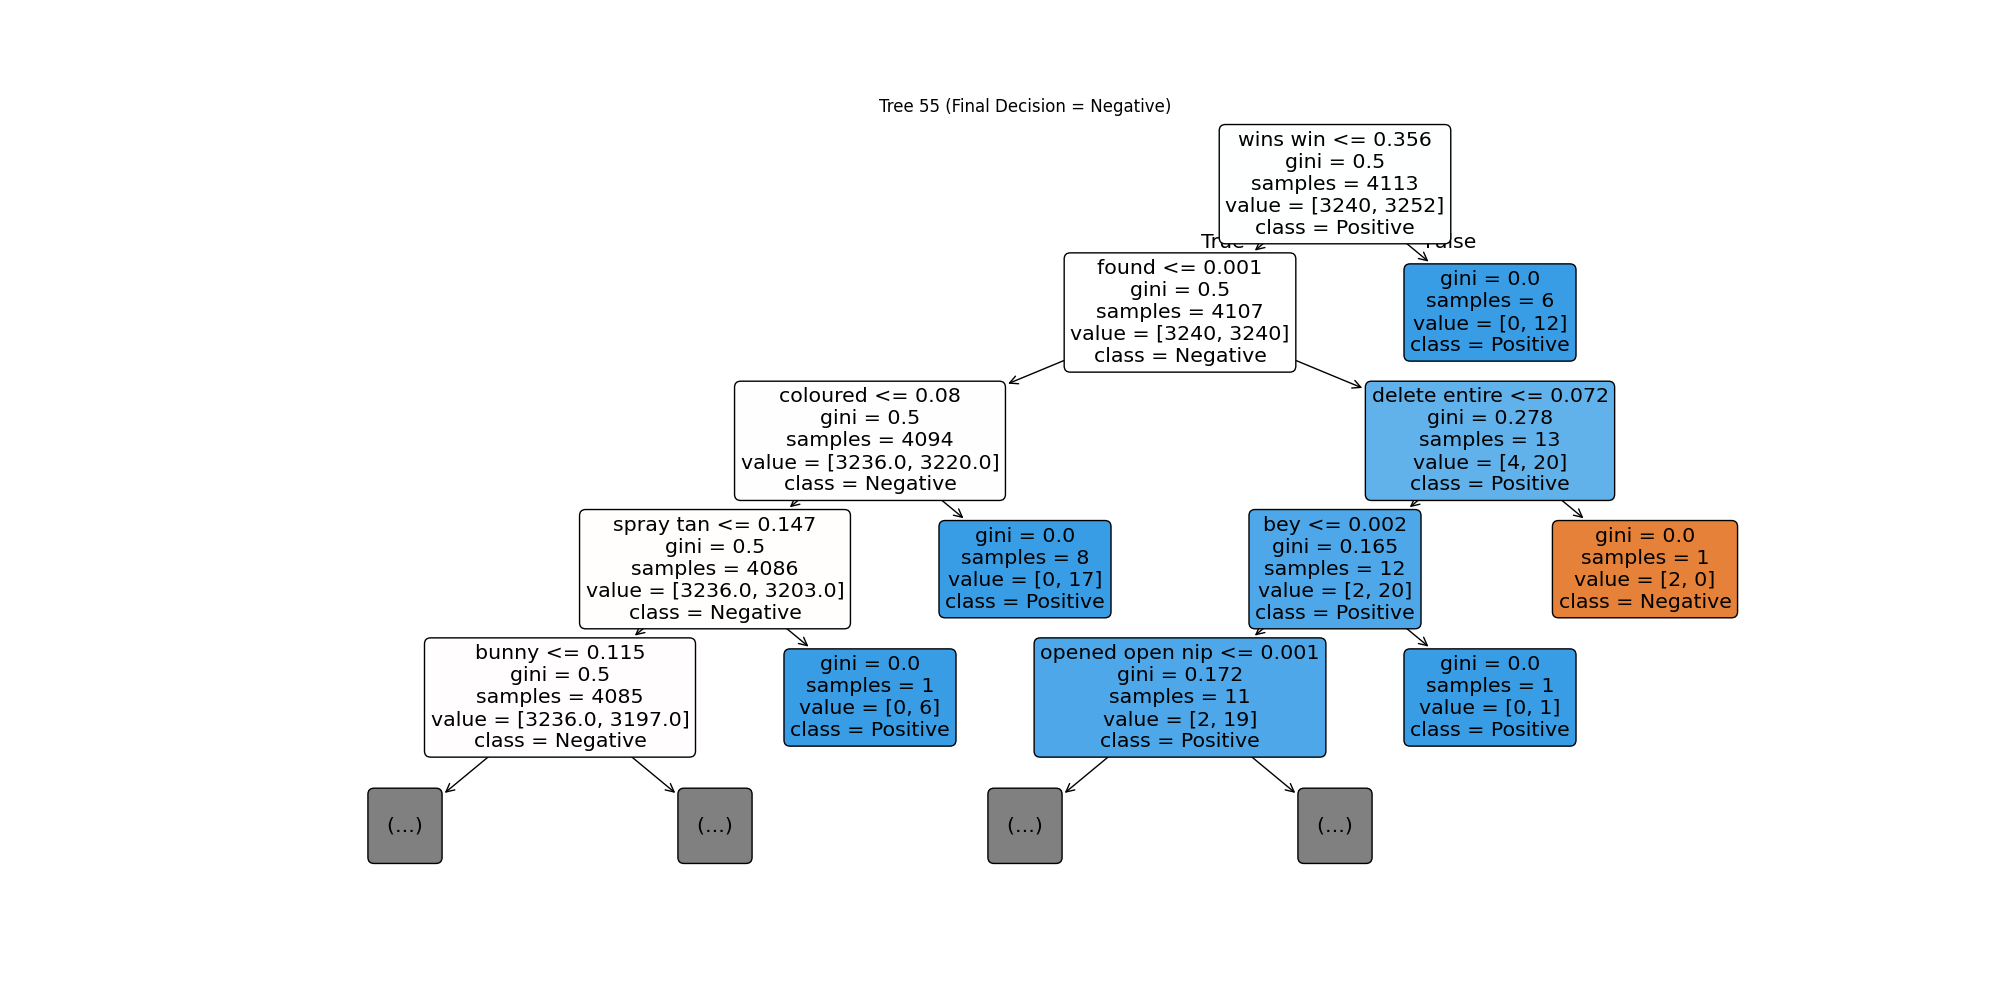 Tree 55 (Final Decision = Negative)
wins win <= 0.356
gini = 0.5
samples = 4113
value = [3240, 3252]
class = Positive
True
False
found <= 0.001
gini = 0.5
samples = 4107
value = [3240, 3240]
class = Negative
gini = 0.0
samples = 6
value = [0, 12]
class = Positive
coloured <= 0.08
gini = 0.5
samples = 4094
value = [3236.0, 3220.0]
class = Negative
delete entire <= 0.072
gini = 0.278
samples = 13
value = [4, 20]
class = Positive
spray tan <= 0.147
gini = 0.5
samples = 4086
value = [3236.0, 3203.0]
class = Negative
gini = 0.0
samples = 8
value = [0, 17]
class = Positive
bey <= 0.002
gini = 0.165
samples = 12
value = [2, 20]
class = Positive
gini = 0.0
samples = 1
value = [2, 0]
class = Negative
bunny <= 0.115
gini = 0.5
samples = 4085
value = [3236.0, 3197.0]
class = Negative
gini = 0.0
samples = 1
value = [0, 6]
class = Positive
opened open nip <= 0.001
gini = 0.172
samples = 11
value = [2, 19]
class = Positive
gini = 0.0
samples = 1
value = [0, 1]
class = Positive
(...)
(...)
(...)
(...)